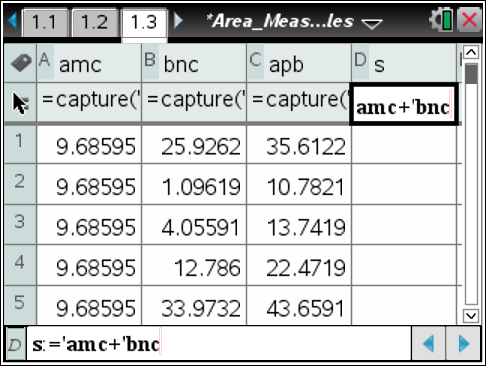 1.1 1.2 1.3 *Area_Meas...les
A amc B bnc C apb D s
=capture(' =capture(' =capture(' amc+'bnc
1 9.68595 25.9262 35.6122
2 9.68595 1.09619 10.7821
3 9.68595 4.05591 13.7419
4 9.68595 12.786 22.4719
5 9.68595 33.9732 43.6591
D s:='amc+'bnc